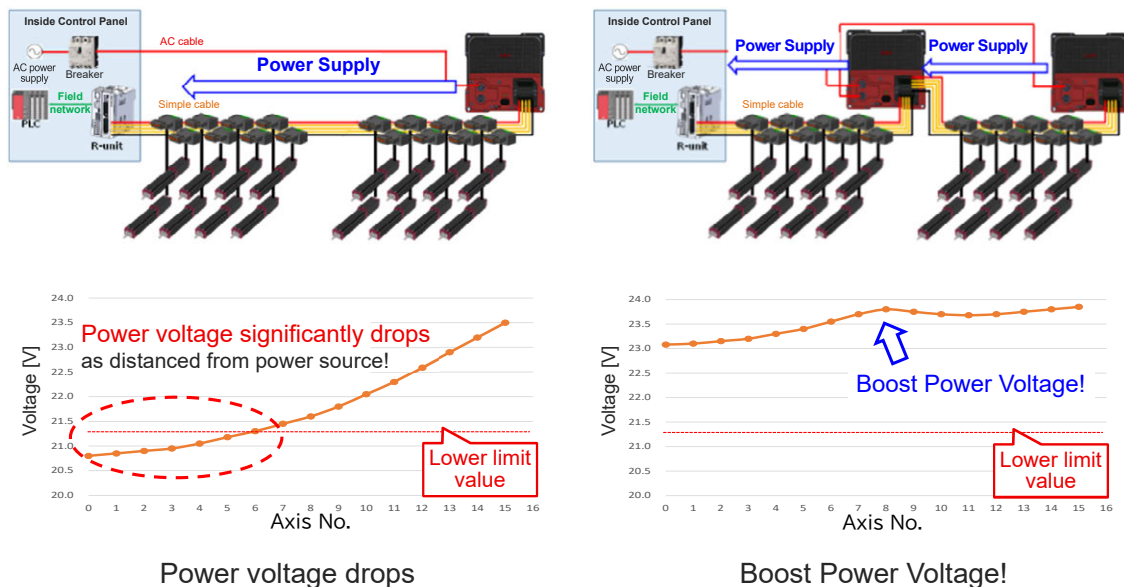 Inside Control Panel
AC cable
AC power
supply
Breaker
Power Supply
Field
network
PLC
Simple cable
R-unit
Inside Control Panel
Power Supply
Power Supply
AC power
supply
Breaker
Field
network
PLC
Simple cable
R-unit
24.0
23.5
23.0
22.5
22.0
21.5
21.0
20.5
20.0
Voltage [V]
Power voltage significantly drops
as distanced from power source!
Lower limit
value
0 1 2 3 4 5 6 7 8 9 10 11 12 13 14 15 16
Axis No.
Power voltage drops
24.0
23.5
23.0
22.5
22.0
21.5
21.0
20.5
20.0
Voltage [V]
Boost Power Voltage!
Lower limit
value
0 1 2 3 4 5 6 7 8 9 10 11 12 13 14 15 16
Axis No.
Boost Power Voltage!